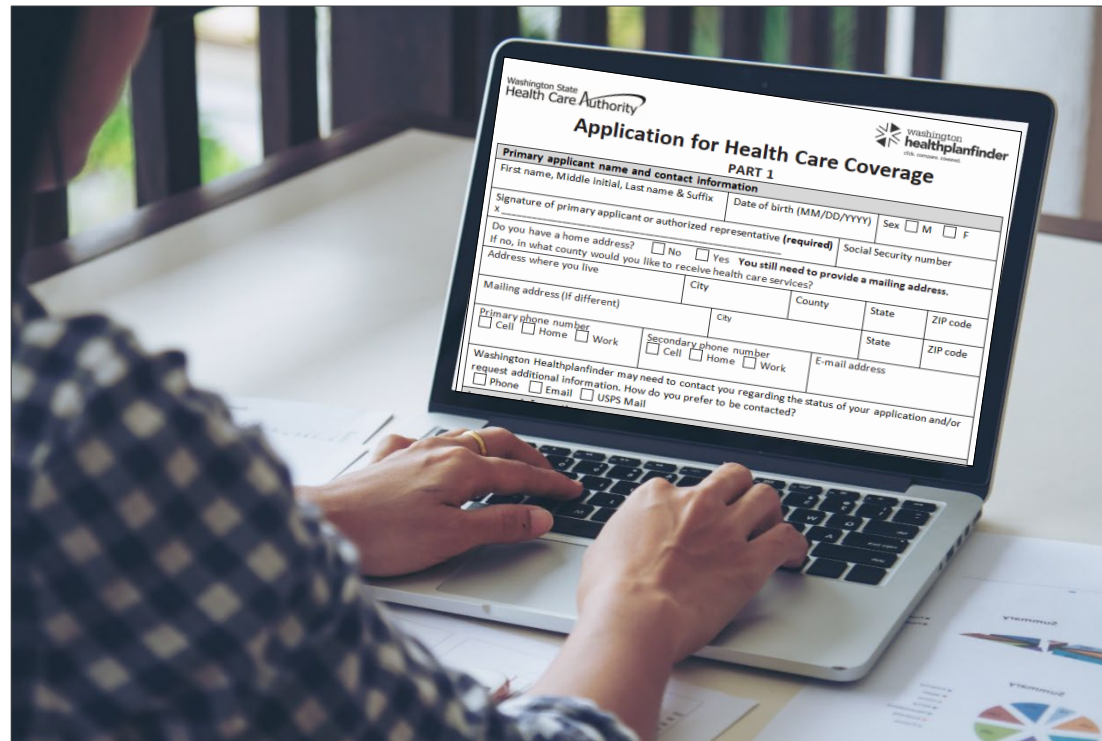 Washington State
Health Care Authority
washington
healthplanfinder
click. compare. covered.
Application for Health Care Coverage
PART 1
Primary applicant name and contact information
First name, Middle initial, Last name & Suffix
Date of birth (MM/DD/YYYY)
Sex M F
Signature of primary applicant or authorized representative (required)
x
Social Security number
Do you have a home address? No Yes You still need to provide a mailing address.
If no, in what county would you like to receive health care services?
Address where you live
City
County
State
ZIP code
Mailing address (If different)
City
State
ZIP code
Primary phone number
Cell Home Work
Secondary phone number
Cell Home Work
E-mail address
Washington Healthplanfinder may need to contact you regarding the status of your application and/or
request additional information. How do you prefer to be contacted?
Phone Email USPS Mail
Summary
Summary